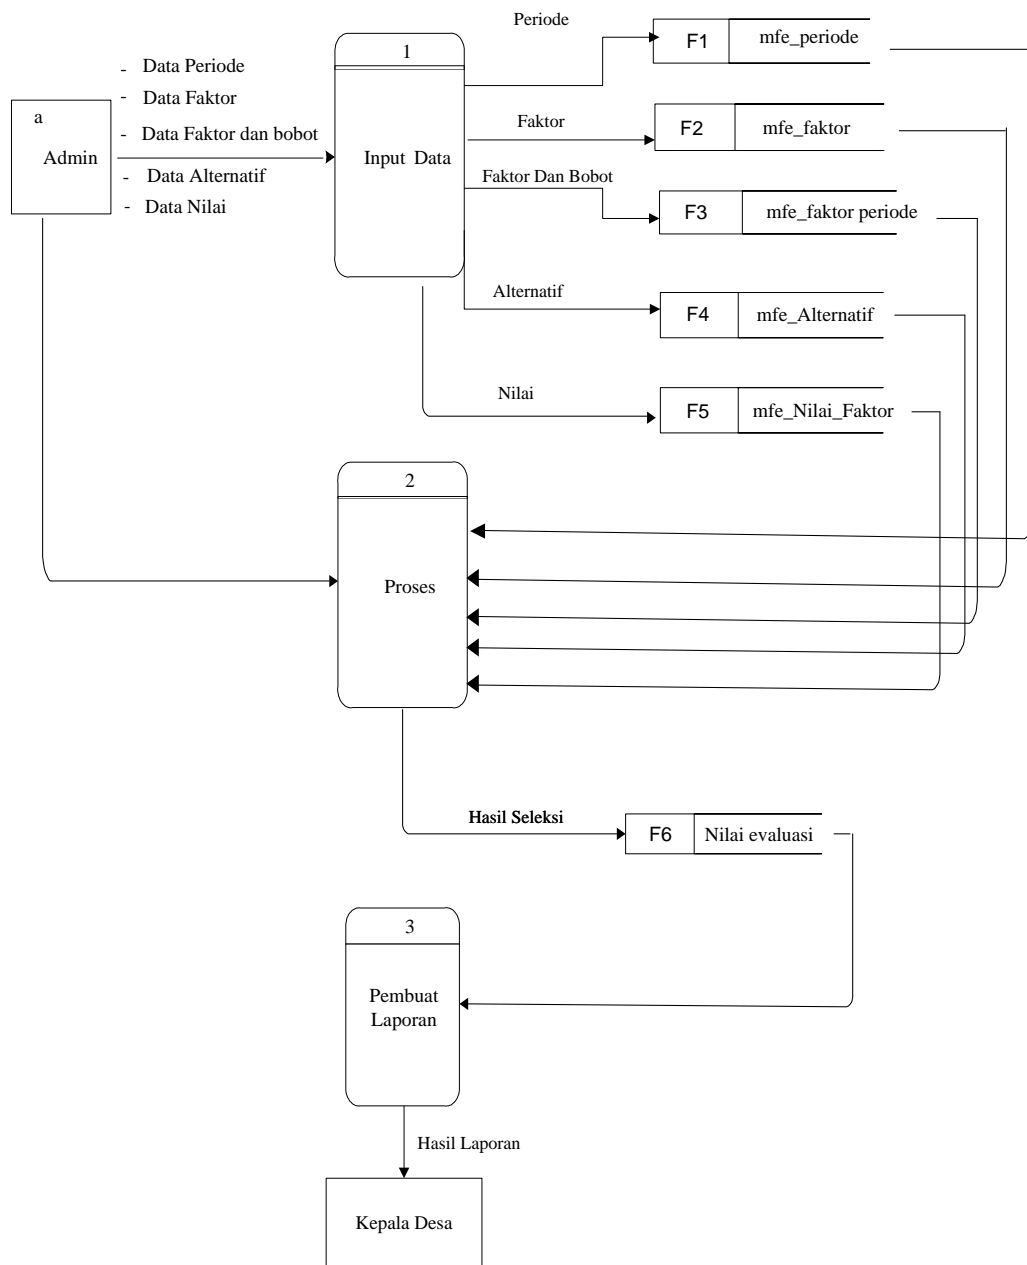 Periode
F1 mfe_periode
1
- Data Periode
- Data Faktor
a
Admin
- Data Faktor dan bobot
- Data Alternatif
- Data Nilai
Input Data
Faktor
F2 mfe_faktor
Faktor Dan Bobot
F3 mfe_faktor periode
Alternatif
F4 mfe_Alternatif
Nilai
F5 mfe_Nilai_Faktor
2
Proses
Hasil Seleksi
F6 Nilai evaluasi
3
Pembuat
Laporan
Hasil Laporan
Kepala Desa